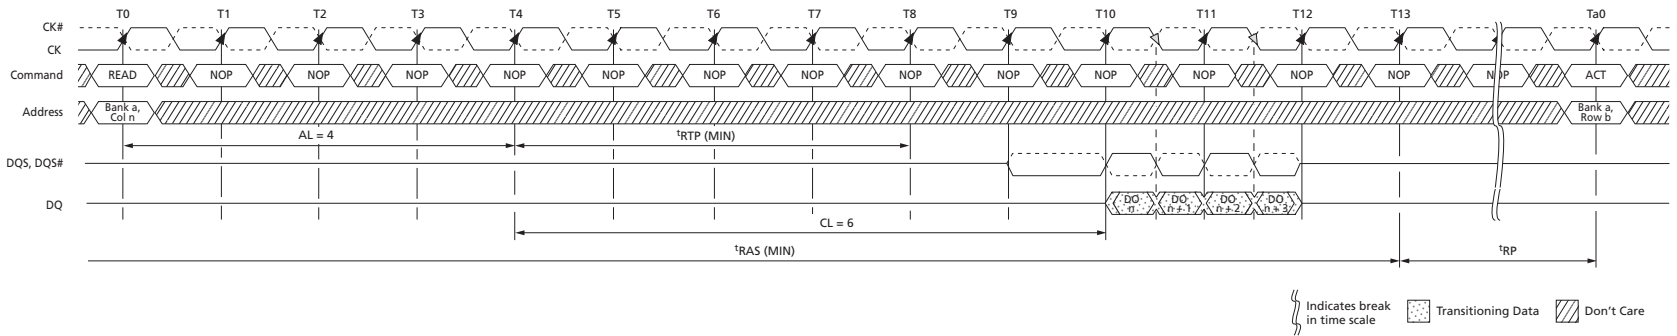 T0 T1 T2 T3 T4 T5 T6 T7 T8 T9 T10 T11 T12 T13 Ta0
CK#
CK
Command READ NOP NOP NOP NOP NOP NOP NOP NOP NOP NOP NOP NOP NOP NOP ACT
Address Bank a, Col n Bank a, Row b
AL = 4 tRTP (MIN)
DQS, DQS#
DQ DO n DO n + 1 DO n + 2 DO n + 3
CL = 6
tRAS (MIN) tRP
Indicates break in time scale Transitioning Data Don't Care